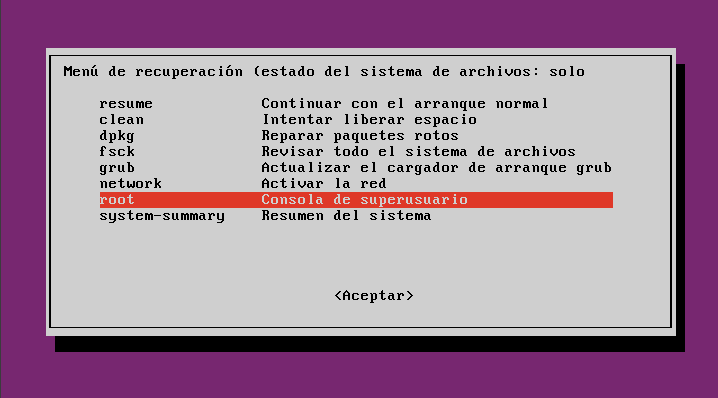 Menú de recuperación (estado del sistema de archivos: solo
resume Continuar con el arranque normal
clean Intentar liberar espacio
dpkg Reparar paquetes rotos
fsck Revisar todo el sistema de archivos
grub Actualizar el cargador de arranque grub
network Activar la red
root Consola de superusuario
system-summary Resumen del sistema
<Aceptar>